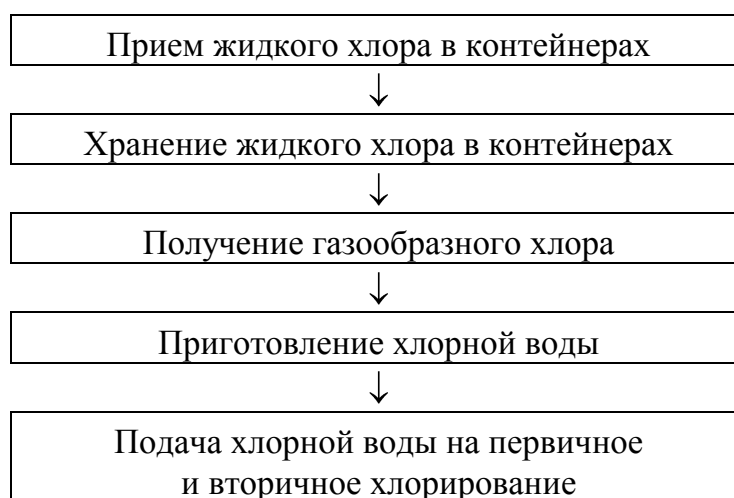 Прием жидкого хлора в контейнерах
↓
Хранение жидкого хлора в контейнерах
↓
Получение газообразного хлора
↓
Приготовление хлорной воды
↓
Подача хлорной воды на первичное
и вторичное хлорирование